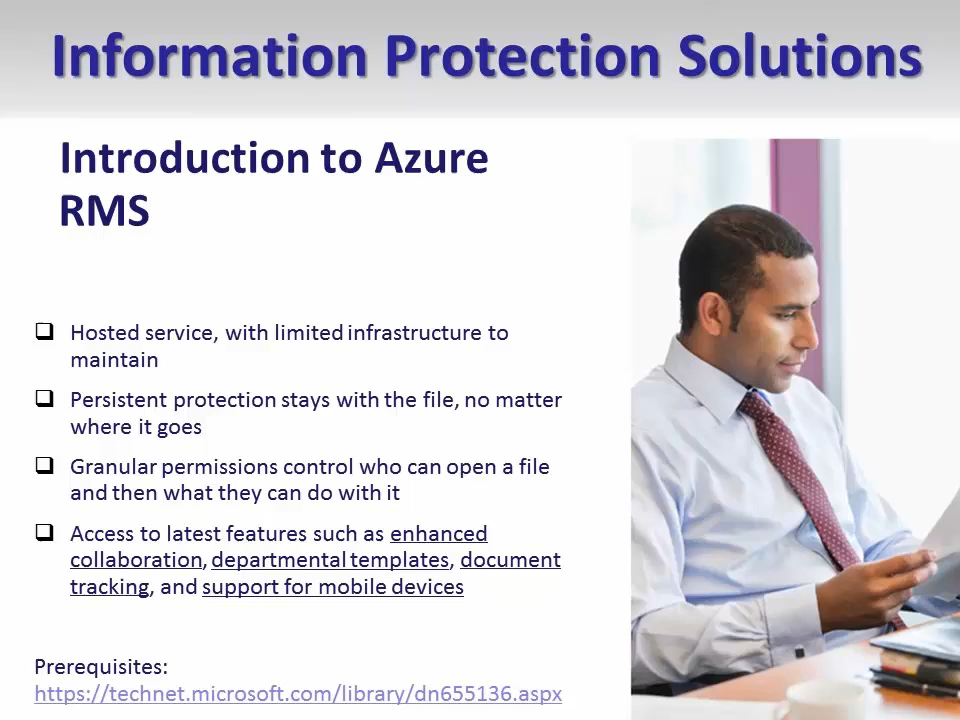 Information Protection Solutions
Introduction to Azure
RMS
Hosted service, with limited infrastructure to
maintain
Persistent protection stays with the file, no matter
where it goes
Granular permissions control who can open a file
and then what they can do with it
Access to latest features such as enhanced
collaboration, departmental templates, document
tracking, and support for mobile devices
Prerequisites:
https://technet.microsoft.com/library/dn655136.aspx